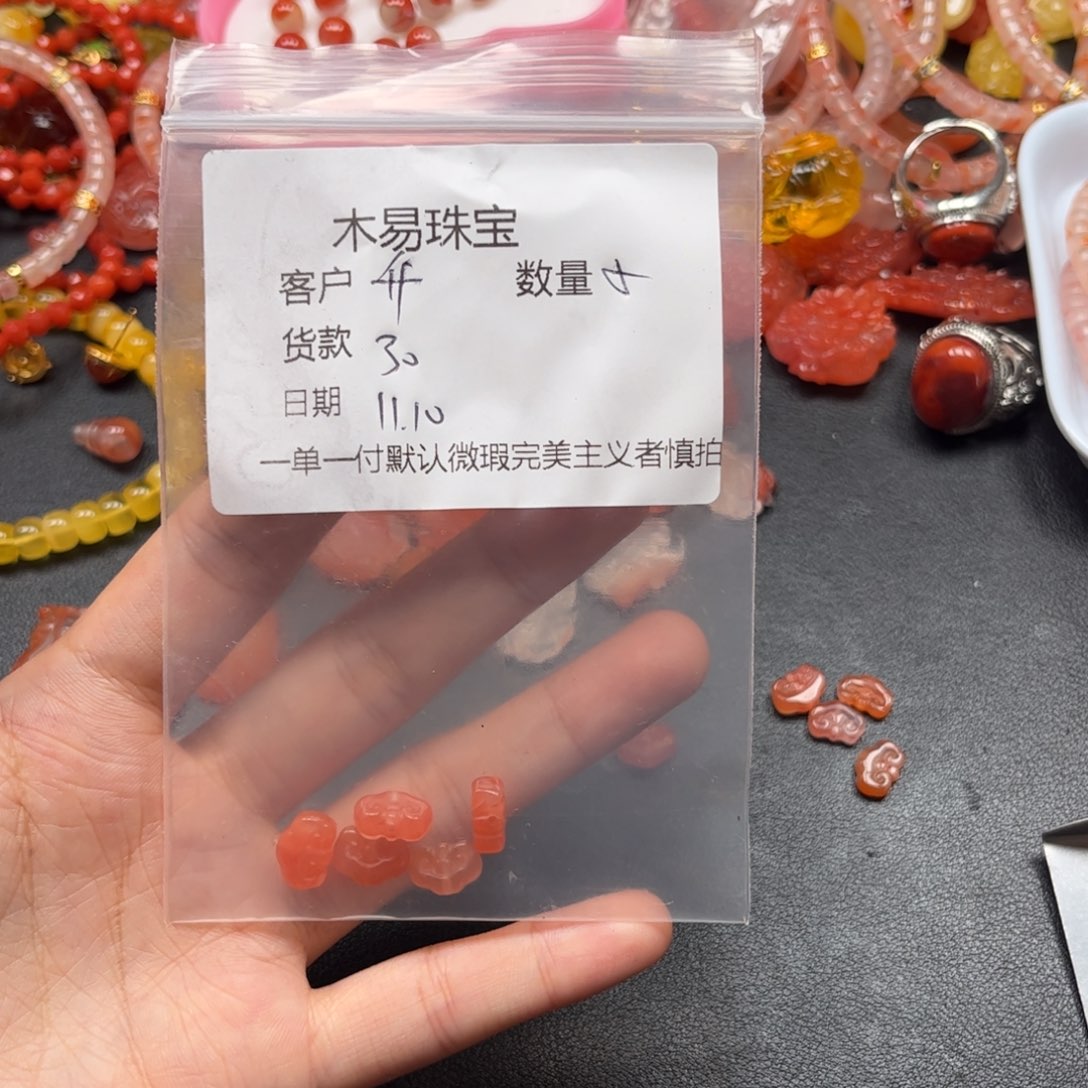 木易珠宝
客户 数量
货款 30
日期 11.10
一单一付默认微瑕完美主义者慎拍